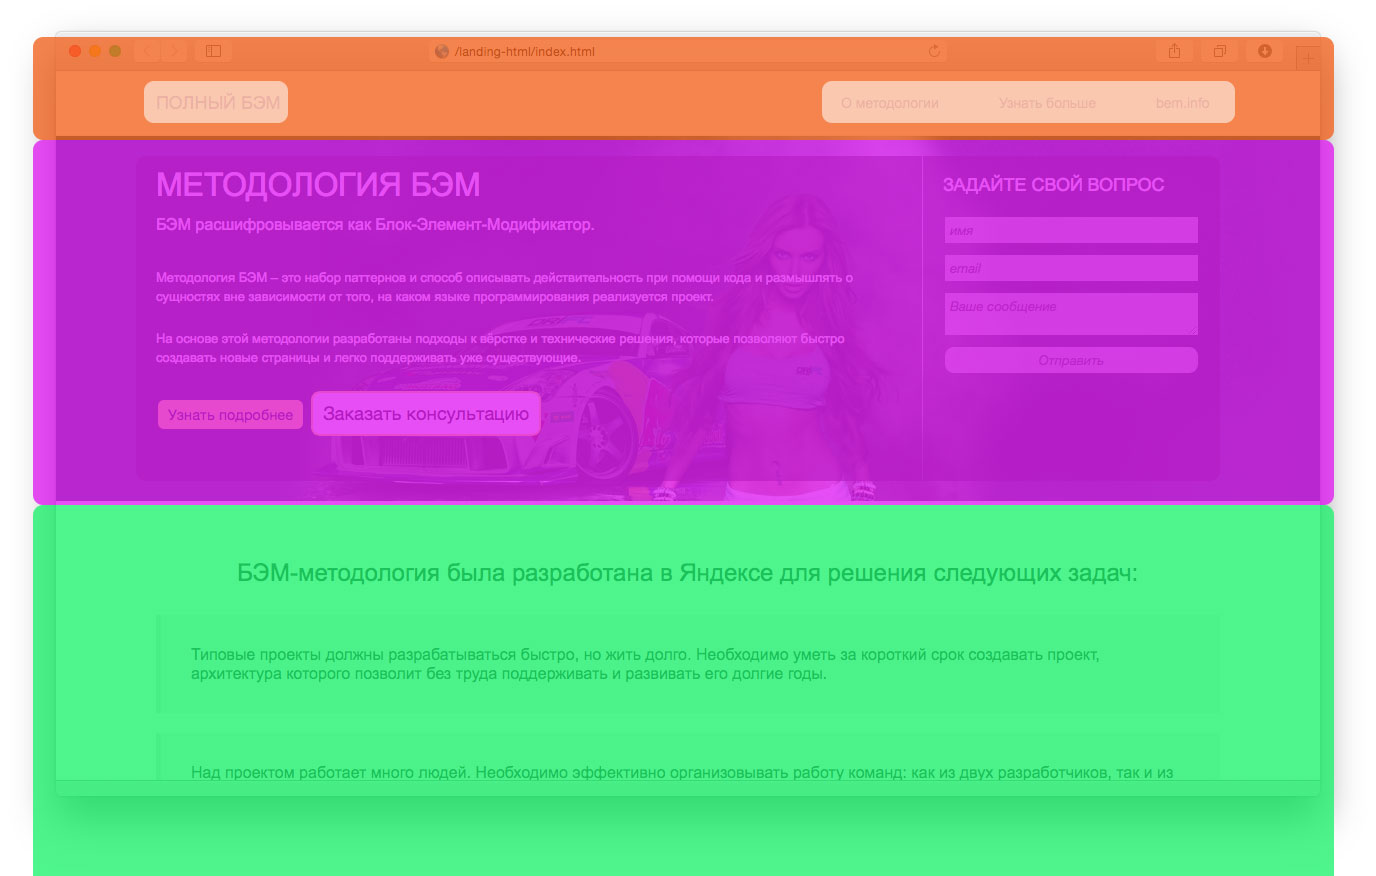 /landing-html/index.html
ПОЛНЫЙ БЭМ
О методологии Узнать больше bem.info
МЕТОДОЛОГИЯ БЭМ
БЭМ расшифровывается как Блок-Элемент-Модификатор.
Методология БЭМ – это набор паттернов и способ описывать действительность при помощи кода и размышлять о
сущностях вне зависимости от того, на каком языке программирования реализуется проект.
На основе этой методологии разработаны подходы к вёрстке и технические решения, которые позволяют быстро
создавать новые страницы и легко поддерживать уже существующие.
Узнать подробнее Заказать консультацию
ЗАДАЙТЕ СВОЙ ВОПРОС
имя
email
Ваше сообщение
Отправить
БЭМ-методология была разработана в Яндексе для решения следующих задач:
Типовые проекты должны разрабатываться быстро, но жить долго. Необходимо уметь за короткий срок создавать проект,
архитектура которого позволит без труда поддерживать и развивать его долгие годы.
Над проектом работает много людей. Необходимо эффективно организовывать работу команд: как из двух разработчиков, так и из